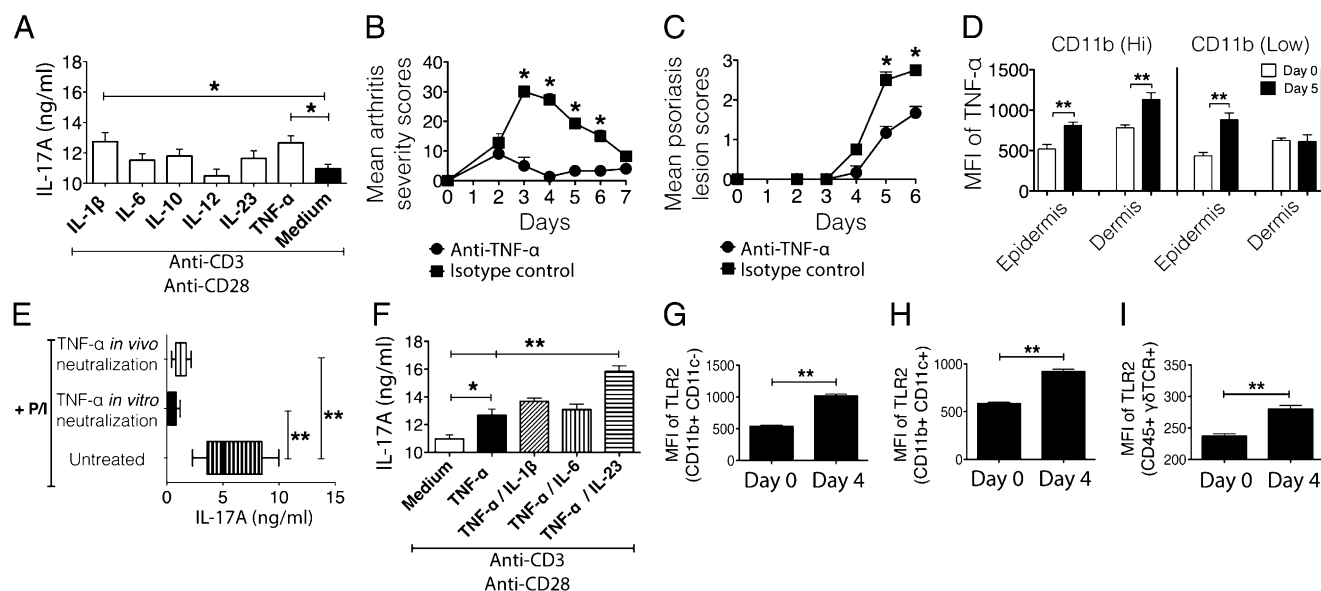 A
IL-17A (ng/ml)
18
16
14
12
10
*
*
IL-1β
IL-6
IL-10
IL-12
IL-23
TNF-α
Medium
Anti-CD3
Anti-CD28
B
Mean arthritis
severity scores
40
30
20
10
0
* * * *
0 1 2 3 4 5 6 7
Days
Anti-TNF-α
Isotype control
C
Mean psoriasis
lesion scores
3
2
1
0
* *
0 1 2 3 4 5 6
Days
Anti-TNF-α
Isotype control
D
CD11b (Hi) CD11b (Low)
Day 0
Day 5
MFI of TNF-α
1500
1000
500
0
** ** **
Epidermis
Dermis
Epidermis
Dermis
E
+ P/I
TNF-α in vivo
neutralization
TNF-α in vitro
neutralization
Untreated
**
**
0 5 10 15
IL-17A (ng/ml)
F
IL-17A (ng/ml)
18
16
14
12
10
**
*
Medium
TNF-α
TNF-α / IL-1β
TNF-α / IL-6
TNF-α / IL-23
Anti-CD3
Anti-CD28
G
MFI of TLR2
(CD11b+ CD11c-)
1500
1000
500
0
**
Day 0 Day 4
H
MFI of TLR2
(CD11b+ CD11c+)
1000
500
0
**
Day 0 Day 4
I
MFI of TLR2
(CD45+ γδTCR+)
350
300
250
200
**
Day 0 Day 4